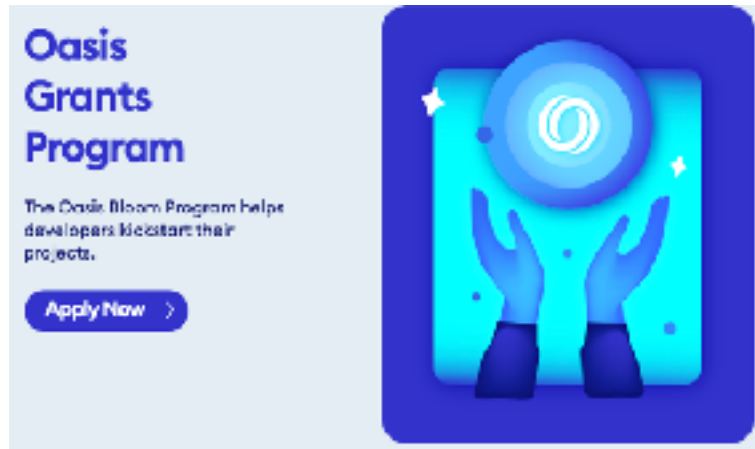 Oasis
Grants
Program
The Oasis Bloom Program helps
developers kickstart their
projects.
Apply Now